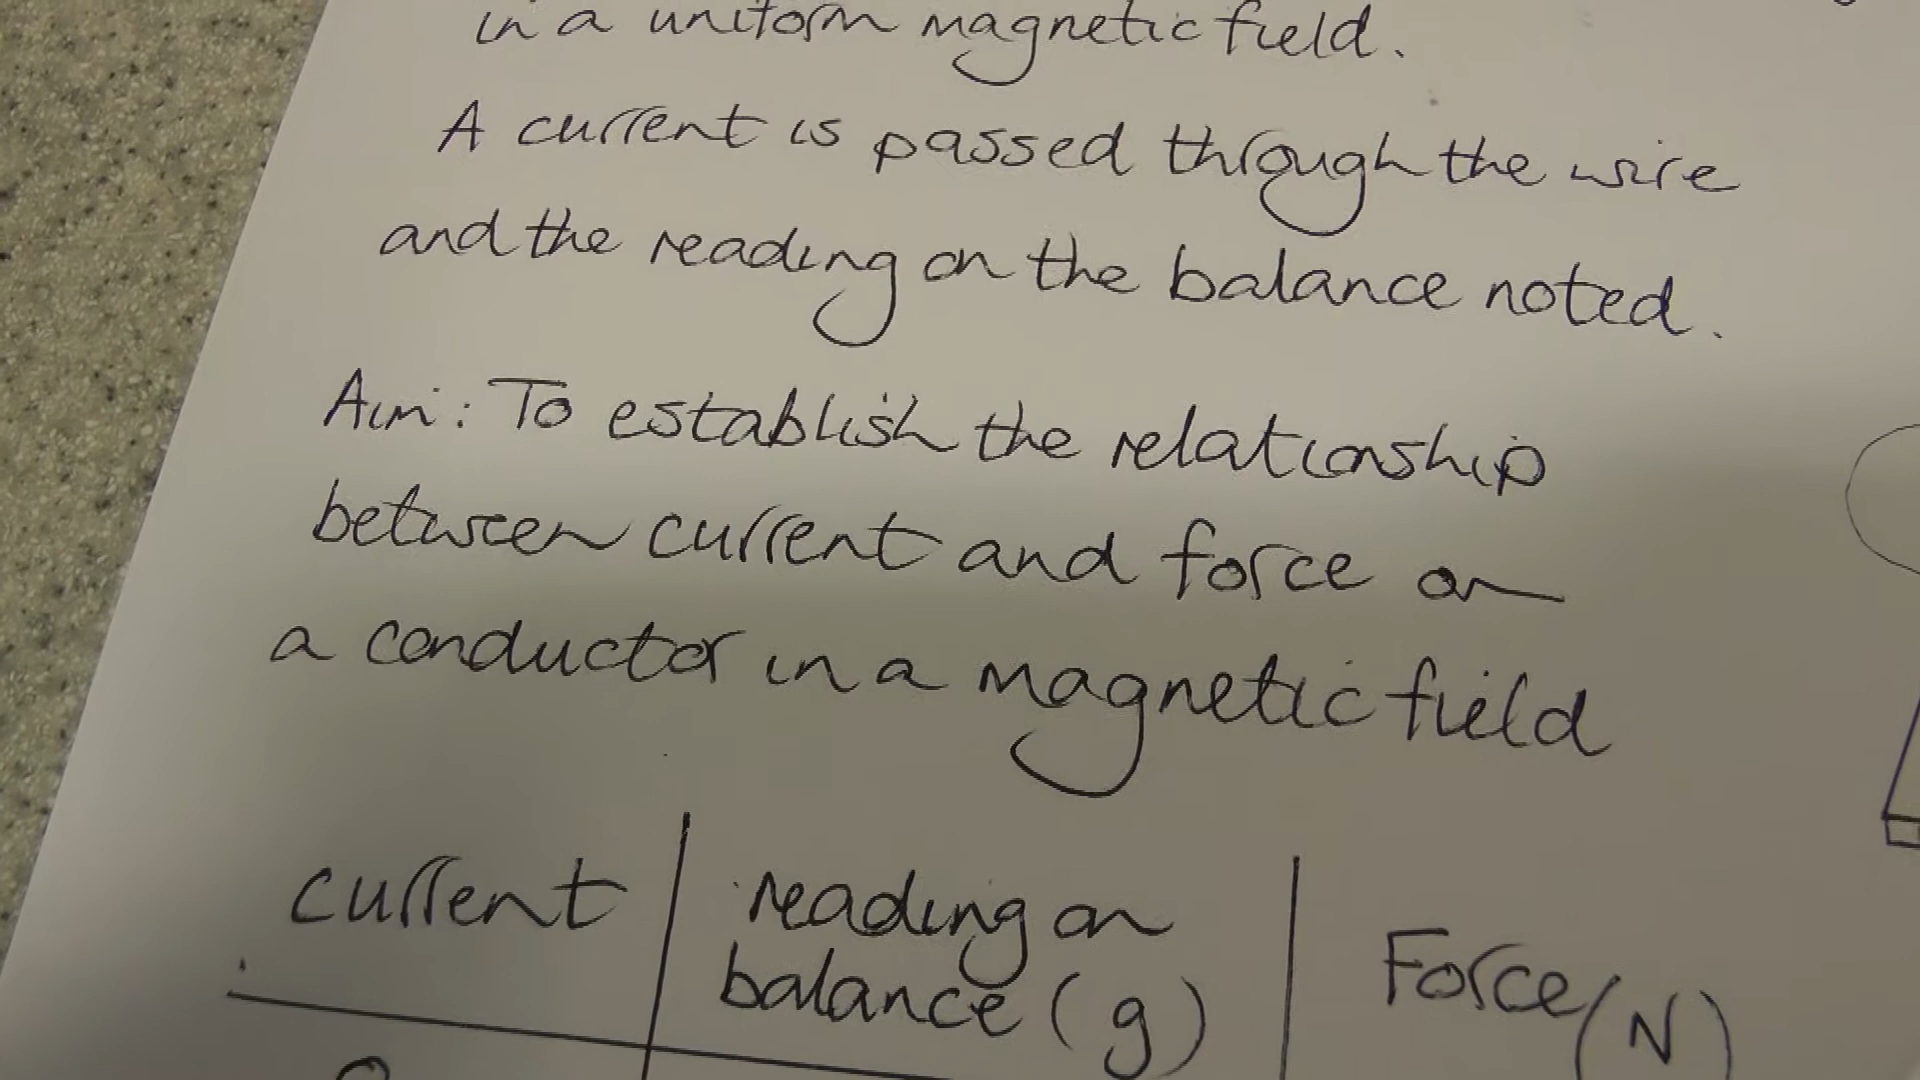 in a uniform magnetic field.
A current is passed through the wire
and the reading on the balance noted.
Aim: To establish the relationship
between current and force on
a conductor in a magnetic field
current reading on balance (g) Force (N)
0